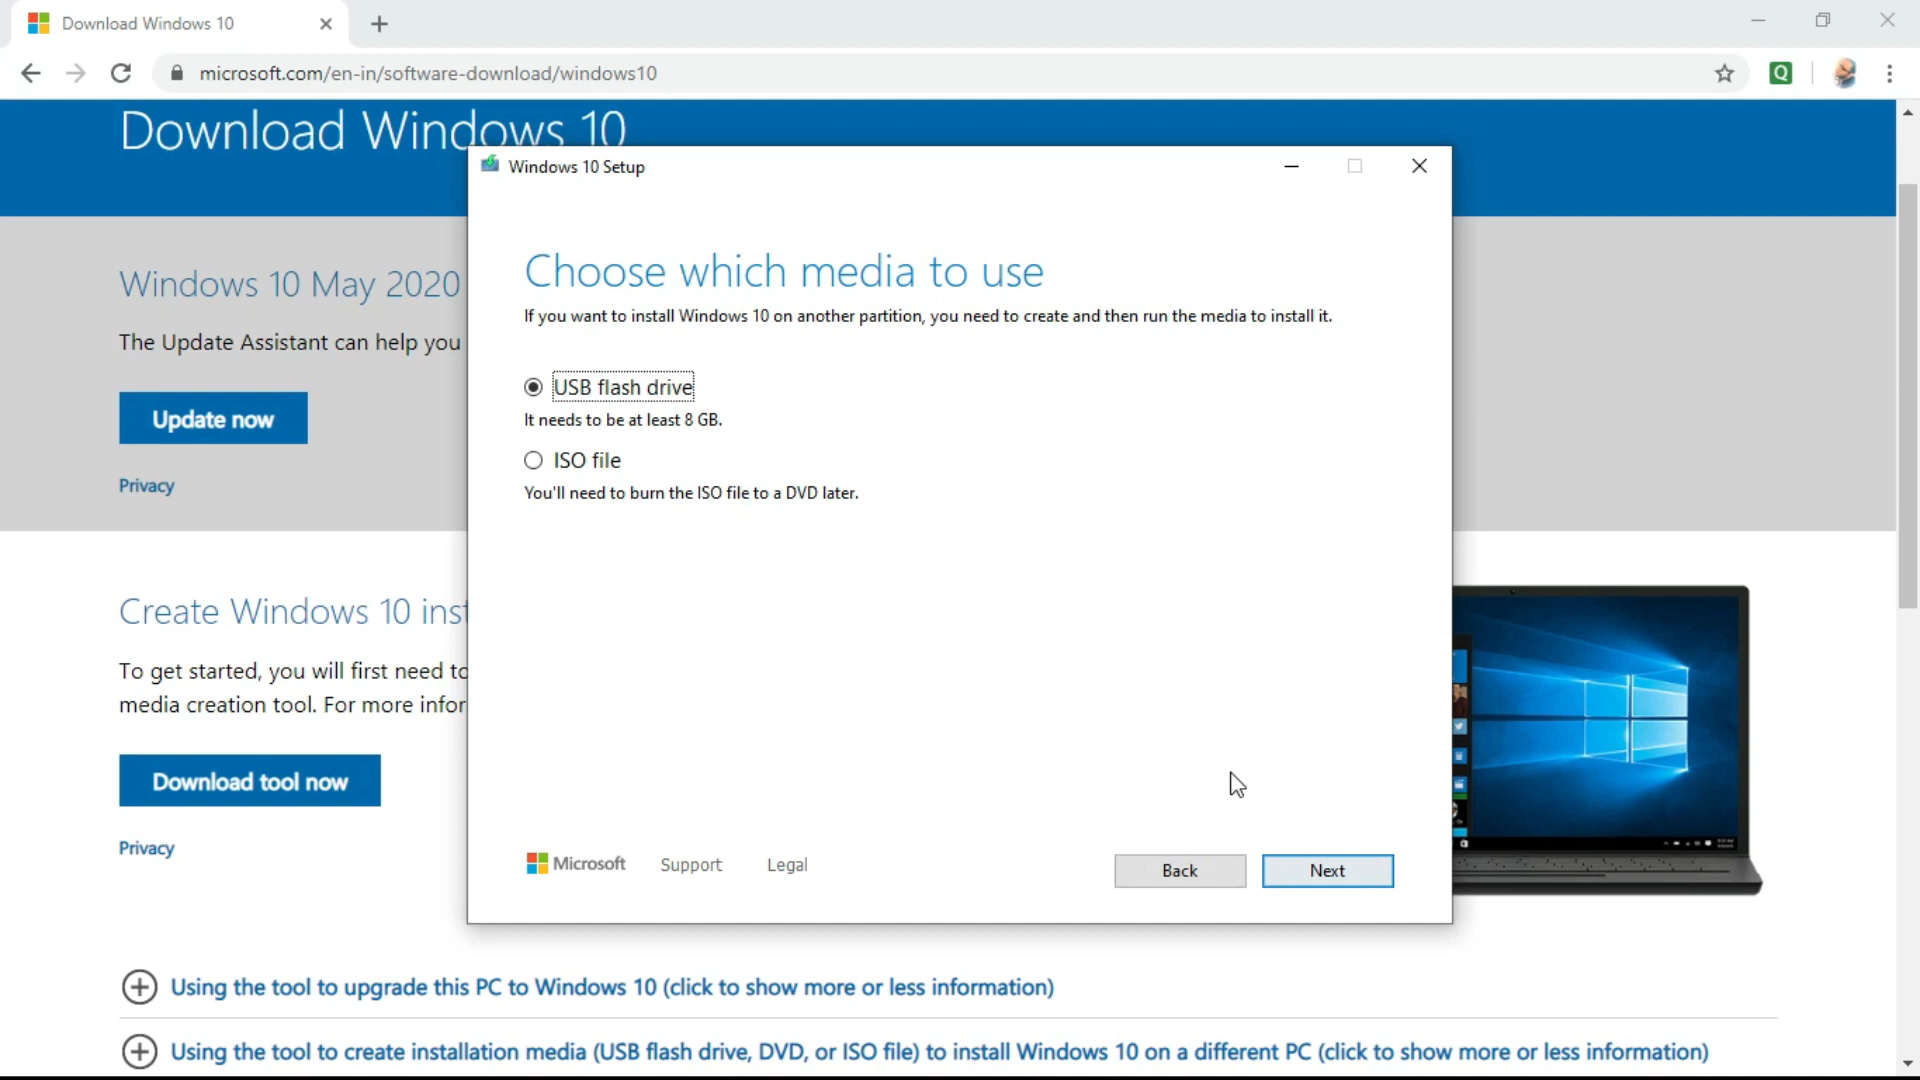 Download Windows 10
microsoft.com/en-in/software-download/windows10
Q
Download Windows 10
Windows 10 Setup
Windows 10 May 2020
The Update Assistant can help you
Update now
Privacy
Choose which media to use
If you want to install Windows 10 on another partition, you need to create and then run the media to install it.
USB flash drive
It needs to be at least 8 GB.
ISO file
You'll need to burn the ISO file to a DVD later.
Create Windows 10 inst
To get started, you will first need to
media creation tool. For more infor
Download tool now
Privacy
Microsoft Support Legal
Back Next
Using the tool to upgrade this PC to Windows 10 (click to show more or less information)
Using the tool to create installation media (USB flash drive, DVD, or ISO file) to install Windows 10 on a different PC (click to show more or less information)